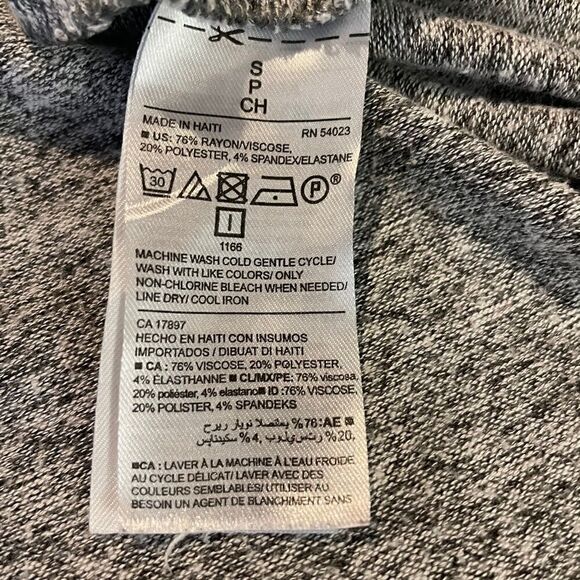 S
P
CH
MADE IN HAITI RN 54023
■ US: 76% RAYON/VISCOSE,
20% POLYESTER, 4% SPANDEX/ELASTANE
30 P ®
1166
MACHINE WASH COLD GENTLE CYCLE/
WASH WITH LIKE COLORS/ ONLY
NON-CHLORINE BLEACH WHEN NEEDED/
LINE DRY/ COOL IRON
CA 17897
HECHO EN HAITI CON INSUMOS
IMPORTADOS / DIBUAT DI HAITI
■ CA : 76% VISCOSE, 20% POLYESTER,
4% ÉLASTHANNE ■ CL/MX/PE: 76% viscosa,
20% poliéster, 4% elastano■ ID :76% VISCOSE,
20% POLISTER, 4% SPANDEKS
■AE: 76%
20% 4%
■CA : LAVER À LA MACHINE À L'EAU FROIDE
AU CYCLE DÉLICAT/ LAVER AVEC DES
COULEURS SEMBLABLES/ UTILISER AU
BESOIN UN AGENT DE BLANCHIMENT SANS